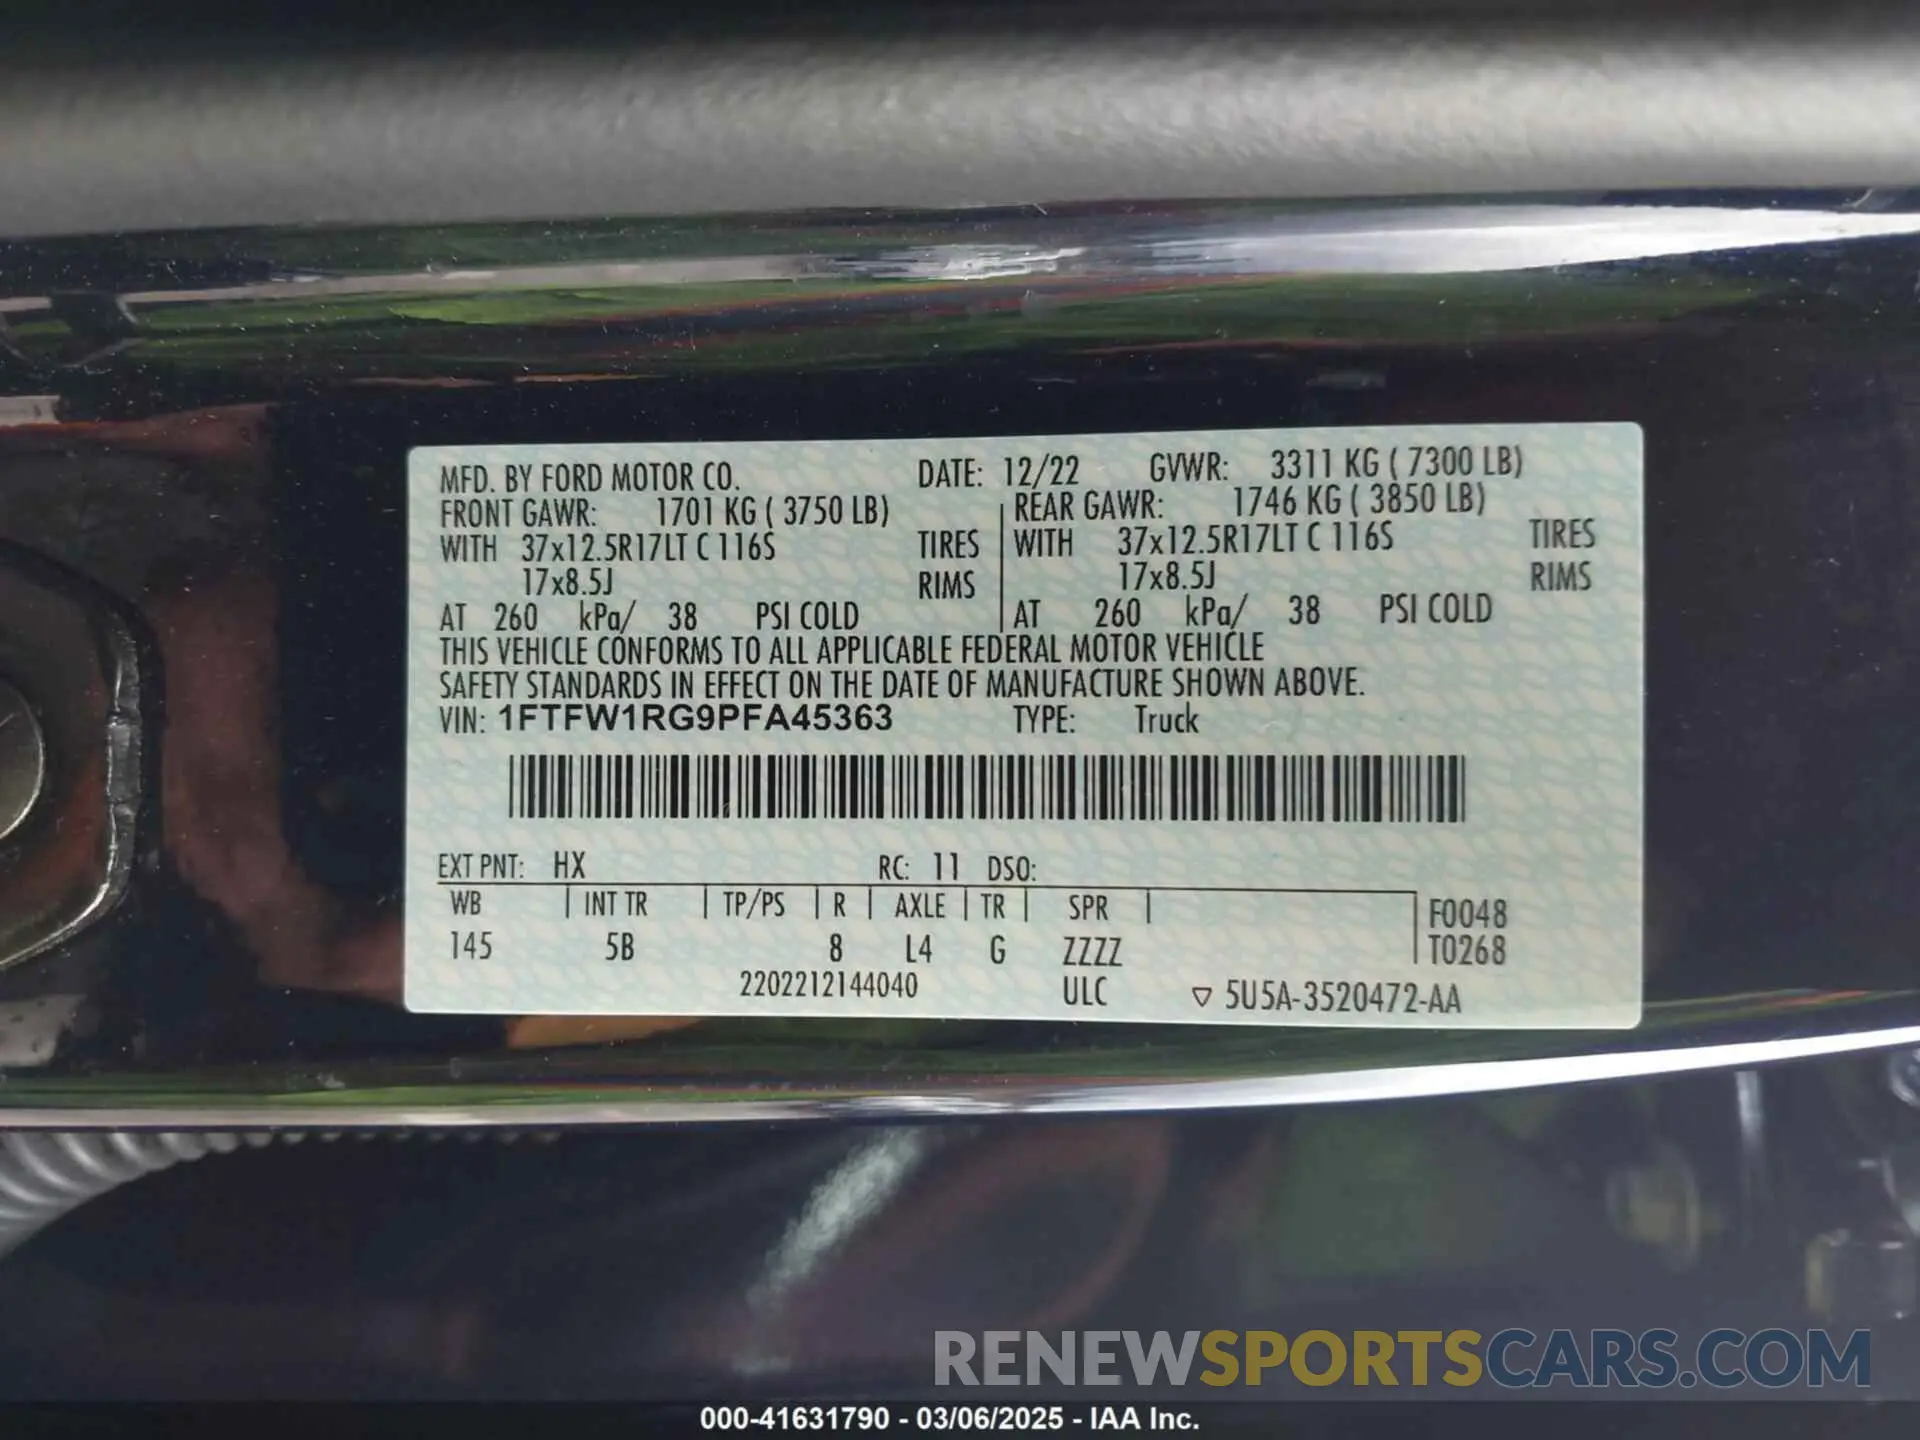 MFD. BY FORD MOTOR CO. DATE: 12/22 GVWR: 3311 KG ( 7300 LB)
FRONT GAWR: 1701 KG ( 3750 LB) REAR GAWR: 1746 KG ( 3850 LB)
WITH 37x12.5R17LT C 116S TIRES WITH 37x12.5R17LT C 116S TIRES
17x8.5J RIMS 17x8.5J RIMS
AT 260 kPa/ 38 PSI COLD AT 260 kPa/ 38 PSI COLD
THIS VEHICLE CONFORMS TO ALL APPLICABLE FEDERAL MOTOR VEHICLE
SAFETY STANDARDS IN EFFECT ON THE DATE OF MANUFACTURE SHOWN ABOVE.
VIN: 1FTFW1RG9PFA45363 TYPE: Truck
EXT PNT: HX RC: 11 DSO:
WB INT TR TP/PS R AXLE TR SPR F0048
145 5B 8 L4 G ZZZZ T0268
2202212144040 ULC ▽ 5U5A-3520472-AA
RENEWSPORTSCARS.COM
000-41631790 - 03/06/2025 - IAA Inc.